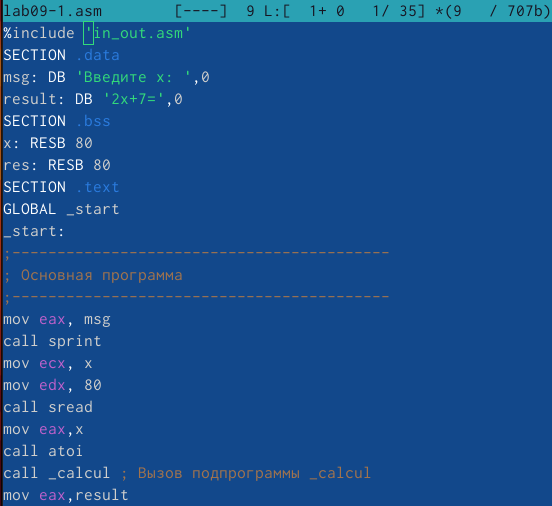 lab09-1.asm        [----]  9 L:[  1+ 0   1/ 35] *(9   / 707b)
%include 'in_out.asm'
SECTION .data
msg: DB 'Введите x: ',0
result: DB '2x+7=',0
SECTION .bss
x: RESB 80
res: RESB 80
SECTION .text
GLOBAL _start
_start:
;------------------------------------------
; Основная программа
;------------------------------------------
mov eax, msg
call sprint
mov ecx, x
mov edx, 80
call sread
mov eax,x
call atoi
call _calcul ; Вызов подпрограммы _calcul
mov eax,result